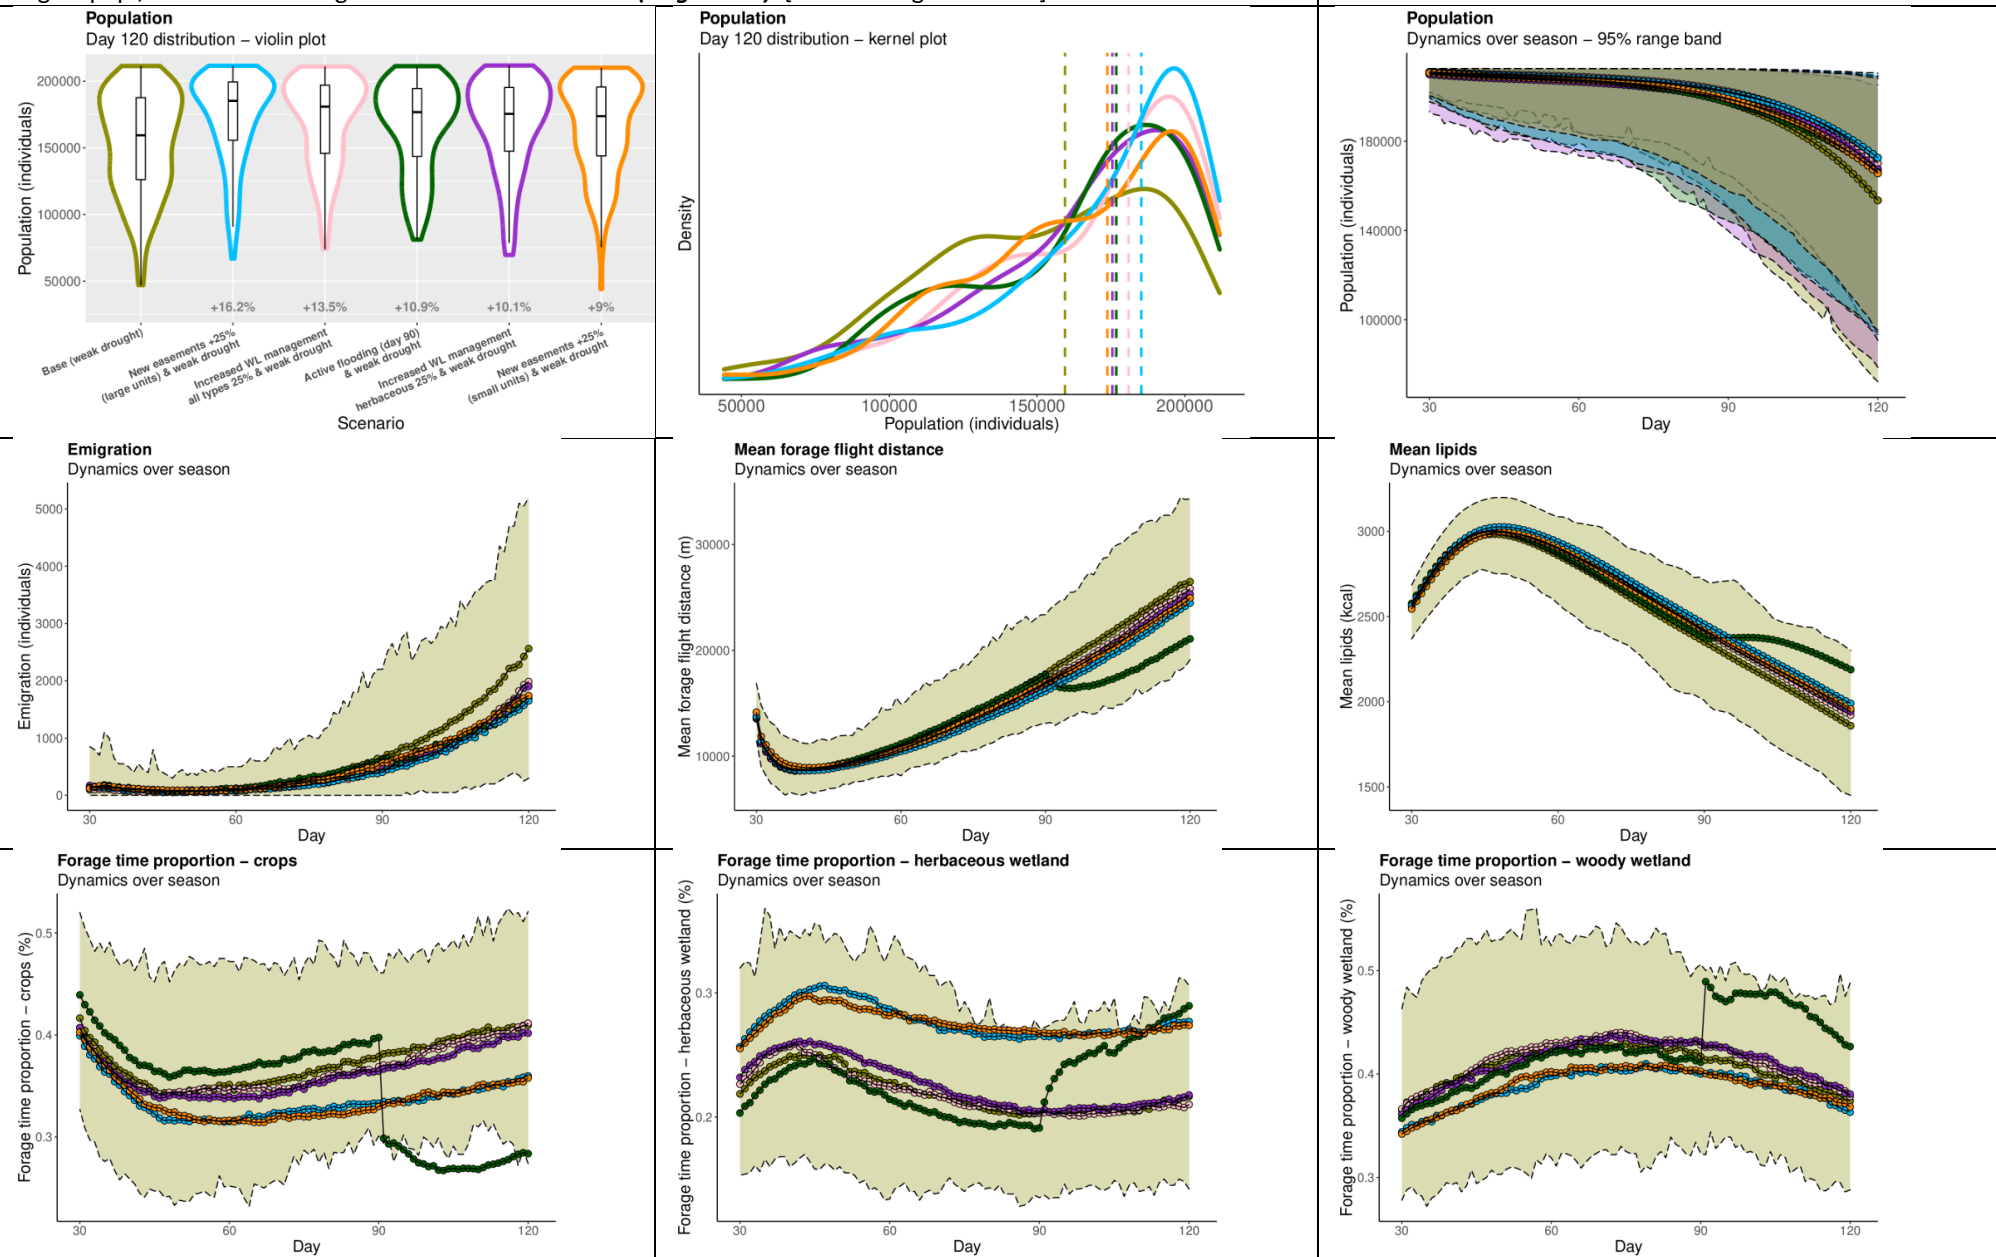 Population
Day 120 distribution – violin plot
Population (individuals)
200000
150000
100000
50000
+16.2%
+13.5%
+10.9%
+10.1%
+9%
Base (weak drought)
New easements +25%
(large units) & weak drought
Increased WL management
all types 25% & weak drought
Active flooding (day 90)
& weak drought
Increased WL management
herbaceous 25% & weak drought
New easements +25%
(small units) & weak drought
Scenario
Population
Day 120 distribution – kernel plot
Density
50000
100000
150000
200000
Population (individuals)
Population
Dynamics over season – 95% range band
Population (individuals)
180000
140000
100000
30
60
90
120
Day
Emigration
Dynamics over season
Emigration (individuals)
5000
4000
3000
2000
1000
0
30
60
90
120
Day
Mean forage flight distance
Dynamics over season
Mean forage flight distance (m)
30000
20000
10000
30
60
90
120
Day
Mean lipids
Dynamics over season
Mean lipids (kcal)
3000
2500
2000
1500
30
60
90
120
Day
Forage time proportion – crops
Dynamics over season
Forage time proportion – crops (%)
0.5
0.4
0.3
30
60
90
120
Day
Forage time proportion – herbaceous wetland
Dynamics over season
Forage time proportion – herbaceous wetland (%)
0.3
0.2
30
60
90
120
Day
Forage time proportion – woody wetland
Dynamics over season
Forage time proportion – woody wetland (%)
0.5
0.4
0.3
30
60
90
120
Day